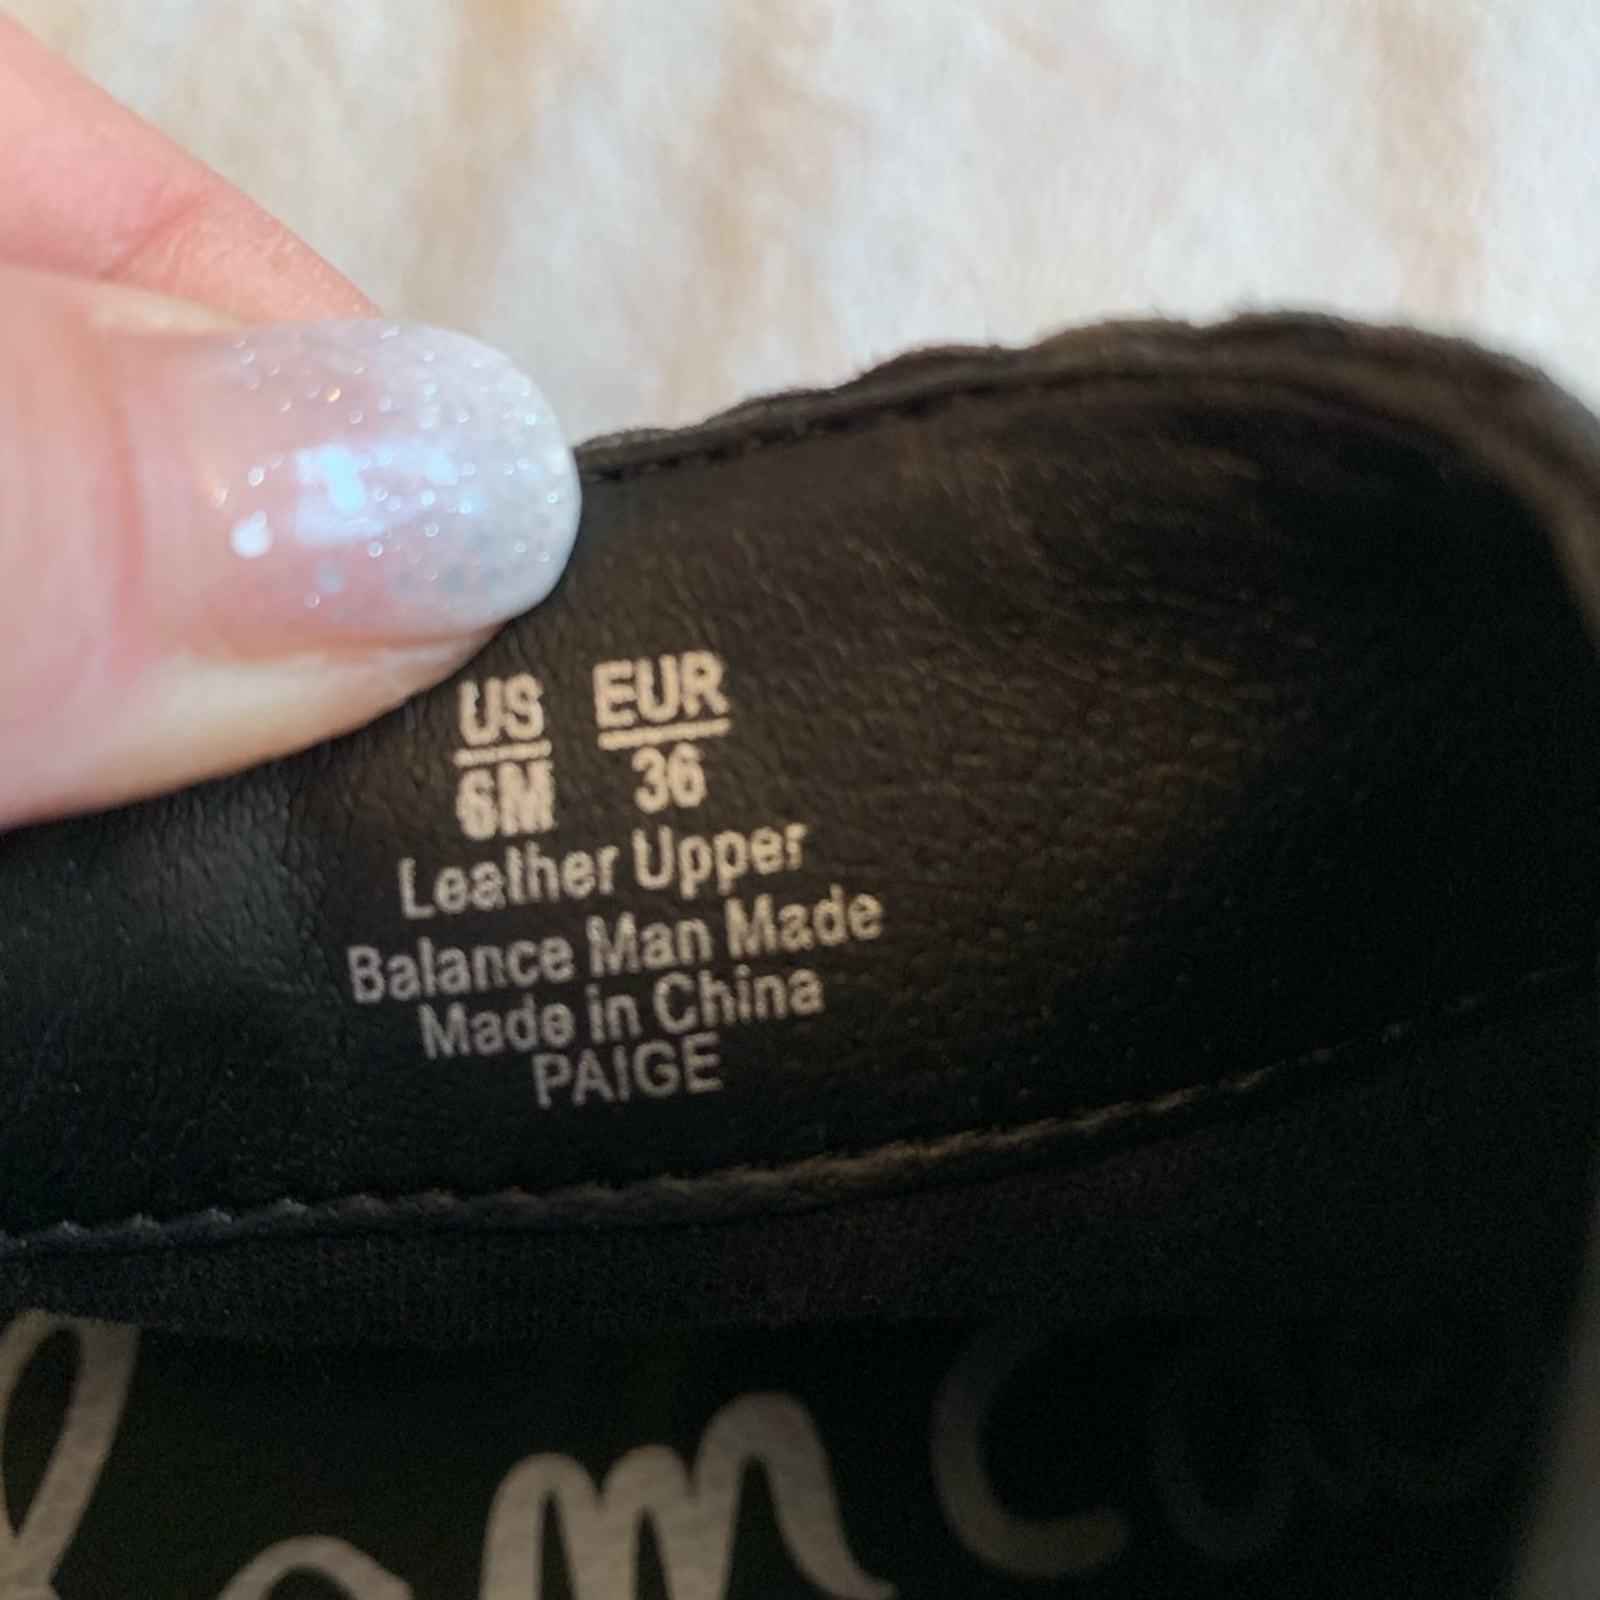 US EUR
6M 36
Leather Upper
Balance Man Made
Made in China
PAIGE